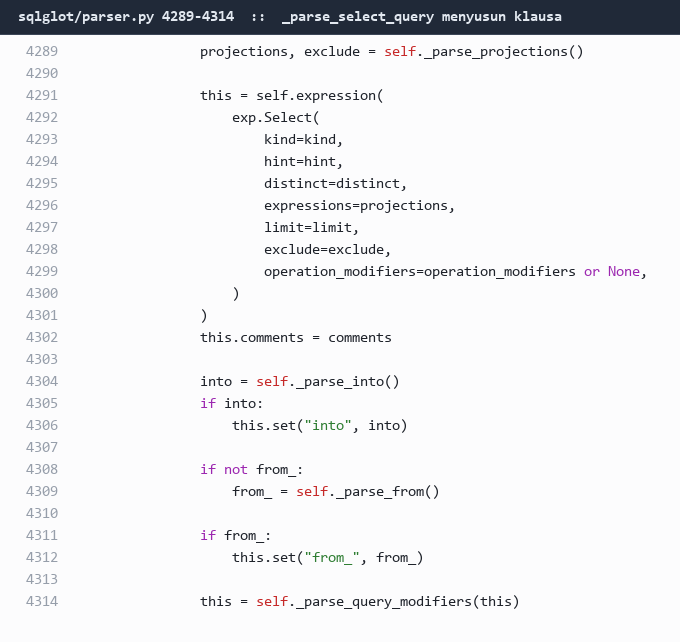 sqlglot/parser.py 4289-4314  ::  _parse_select_query menyusun klausa
4289                 projections, exclude = self._parse_projections()
4290
4291                 this = self.expression(
4292                     exp.Select(
4293                         kind=kind,
4294                         hint=hint,
4295                         distinct=distinct,
4296                         expressions=projections,
4297                         limit=limit,
4298                         exclude=exclude,
4299                         operation_modifiers=operation_modifiers or None,
4300                     )
4301                 )
4302                 this.comments = comments
4303
4304                 into = self._parse_into()
4305                 if into:
4306                     this.set("into", into)
4307
4308                 if not from_:
4309                     from_ = self._parse_from()
4310
4311                 if from_:
4312                     this.set("from_", from_)
4313
4314                 this = self._parse_query_modifiers(this)